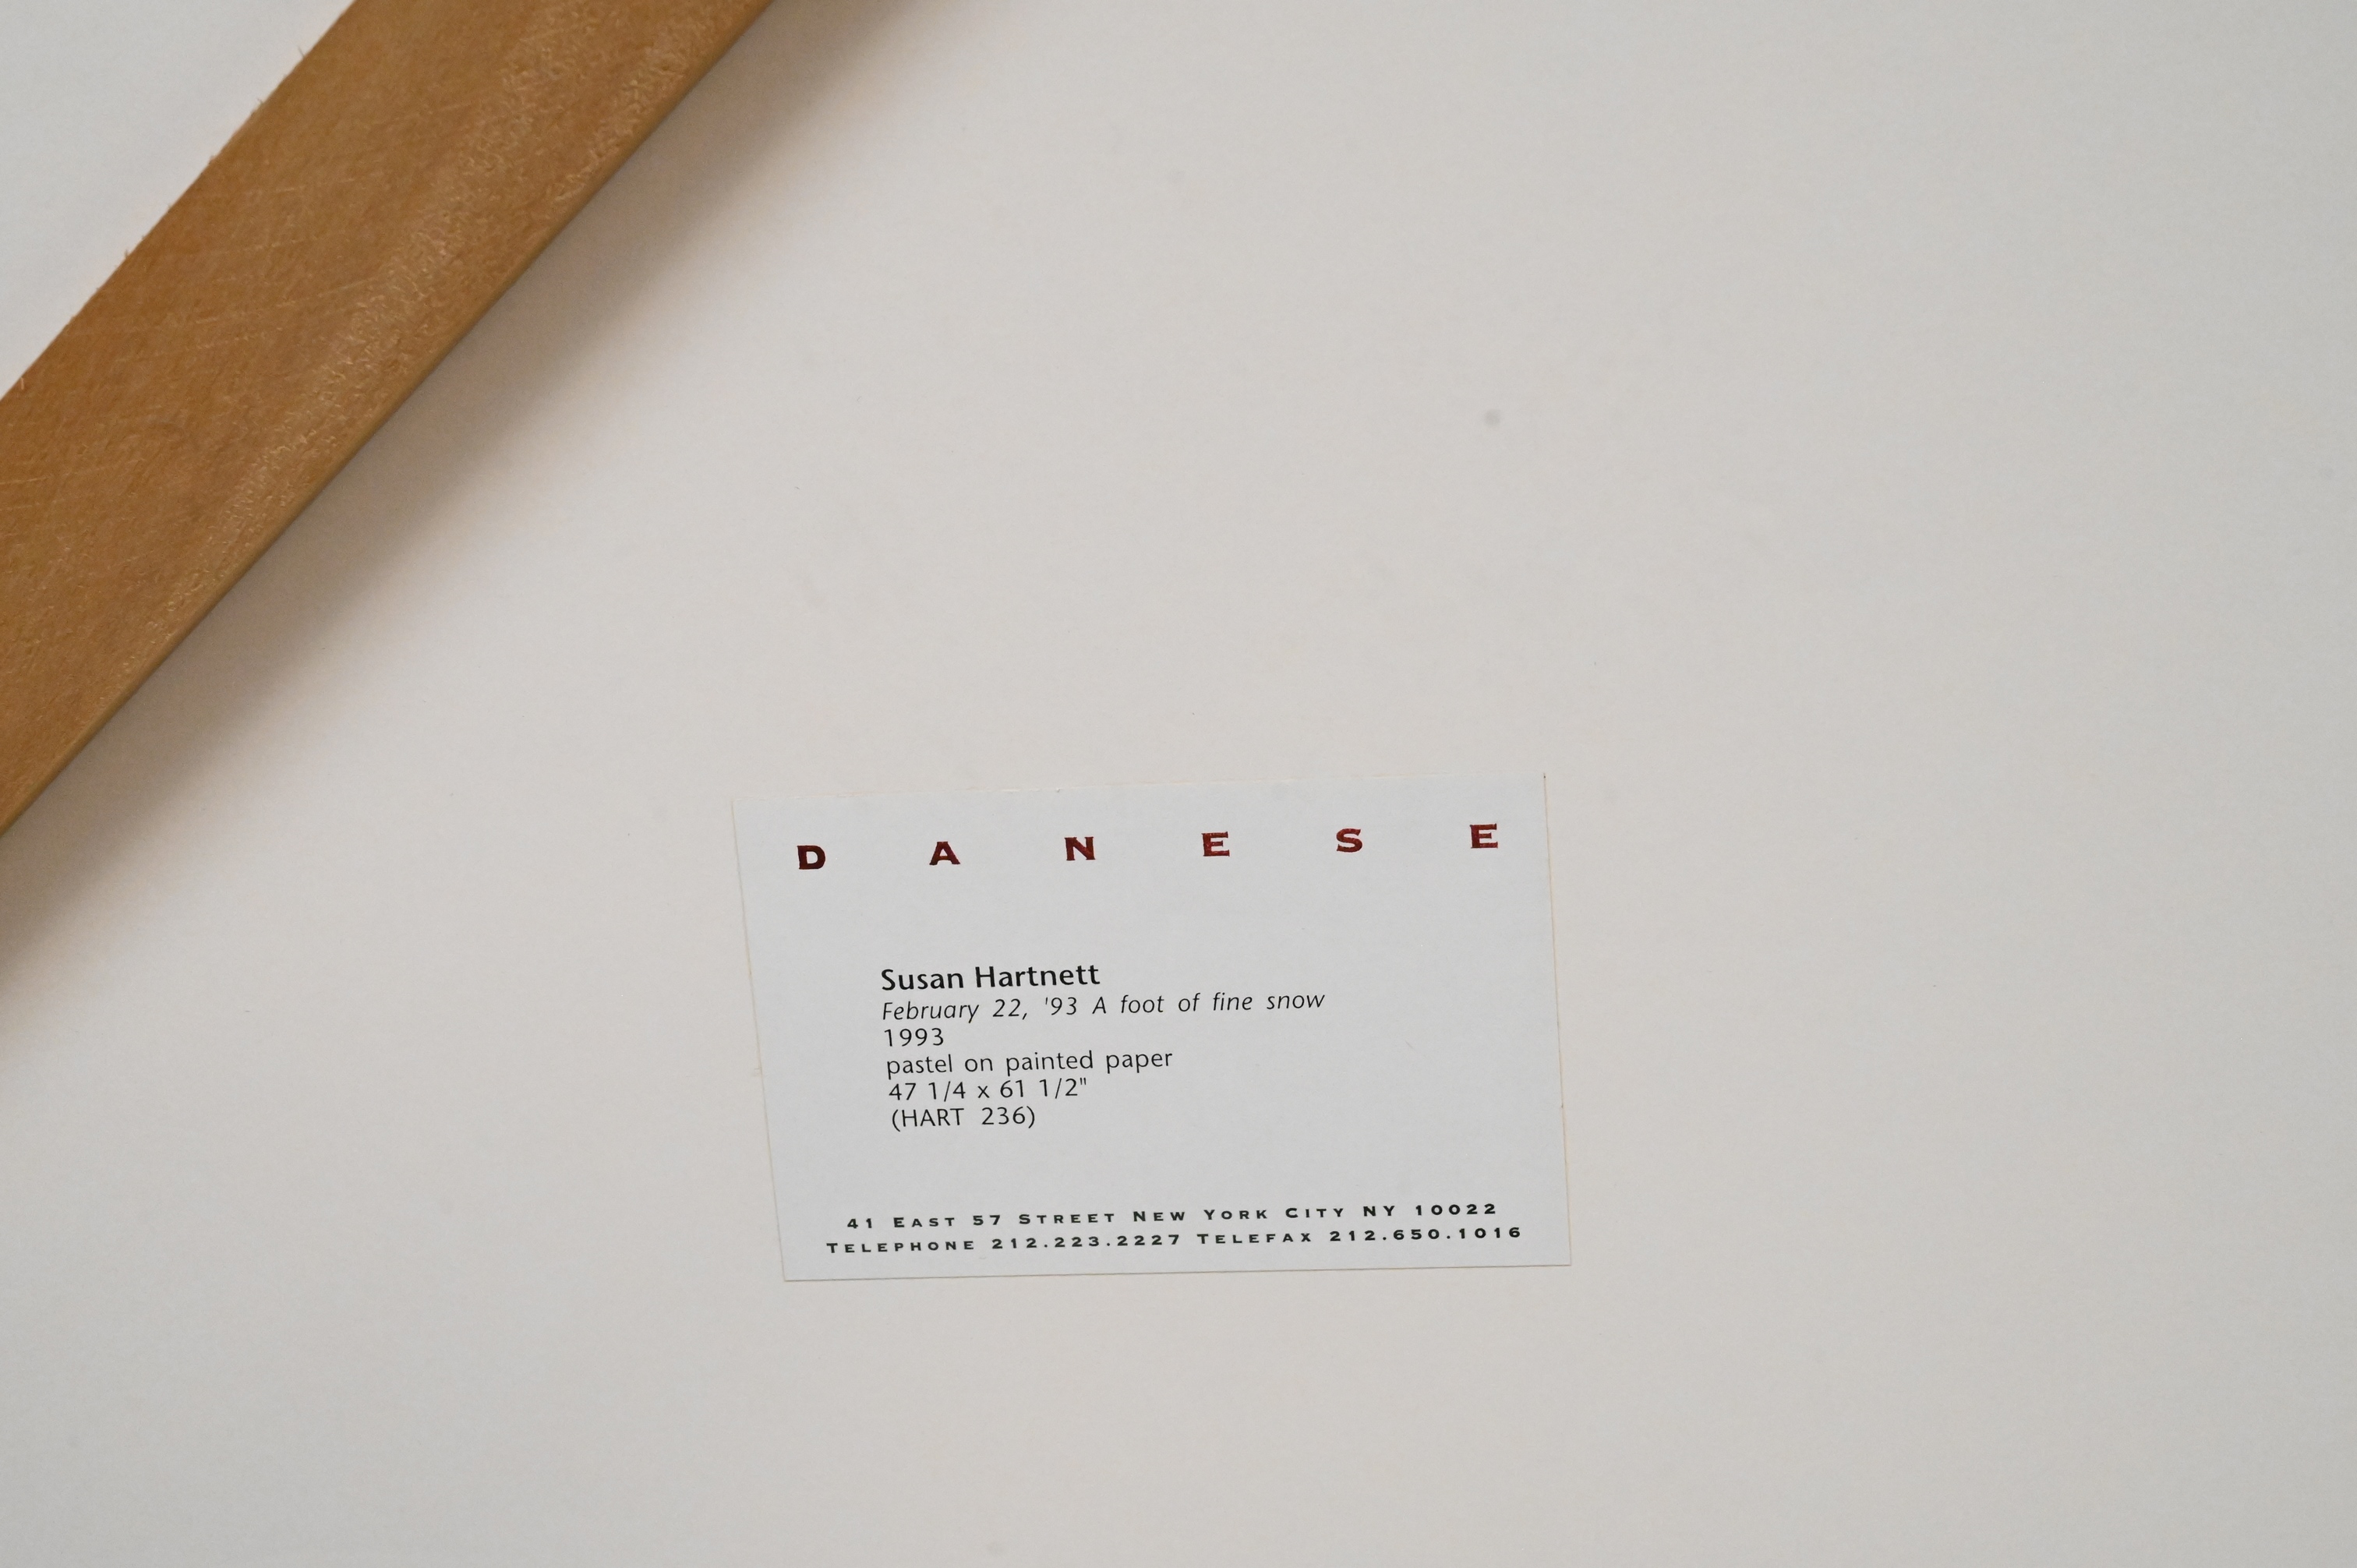 DANESE
Susan Hartnett
February 22, '93 A foot of fine snow
1993
pastel on painted paper
47 1/4 x 61 1/2"
(HART 236)
41 EAST 57 STREET NEW YORK CITY NY 10022
TELEPHONE 212.223.2227 TELEFAX 212.650.1016